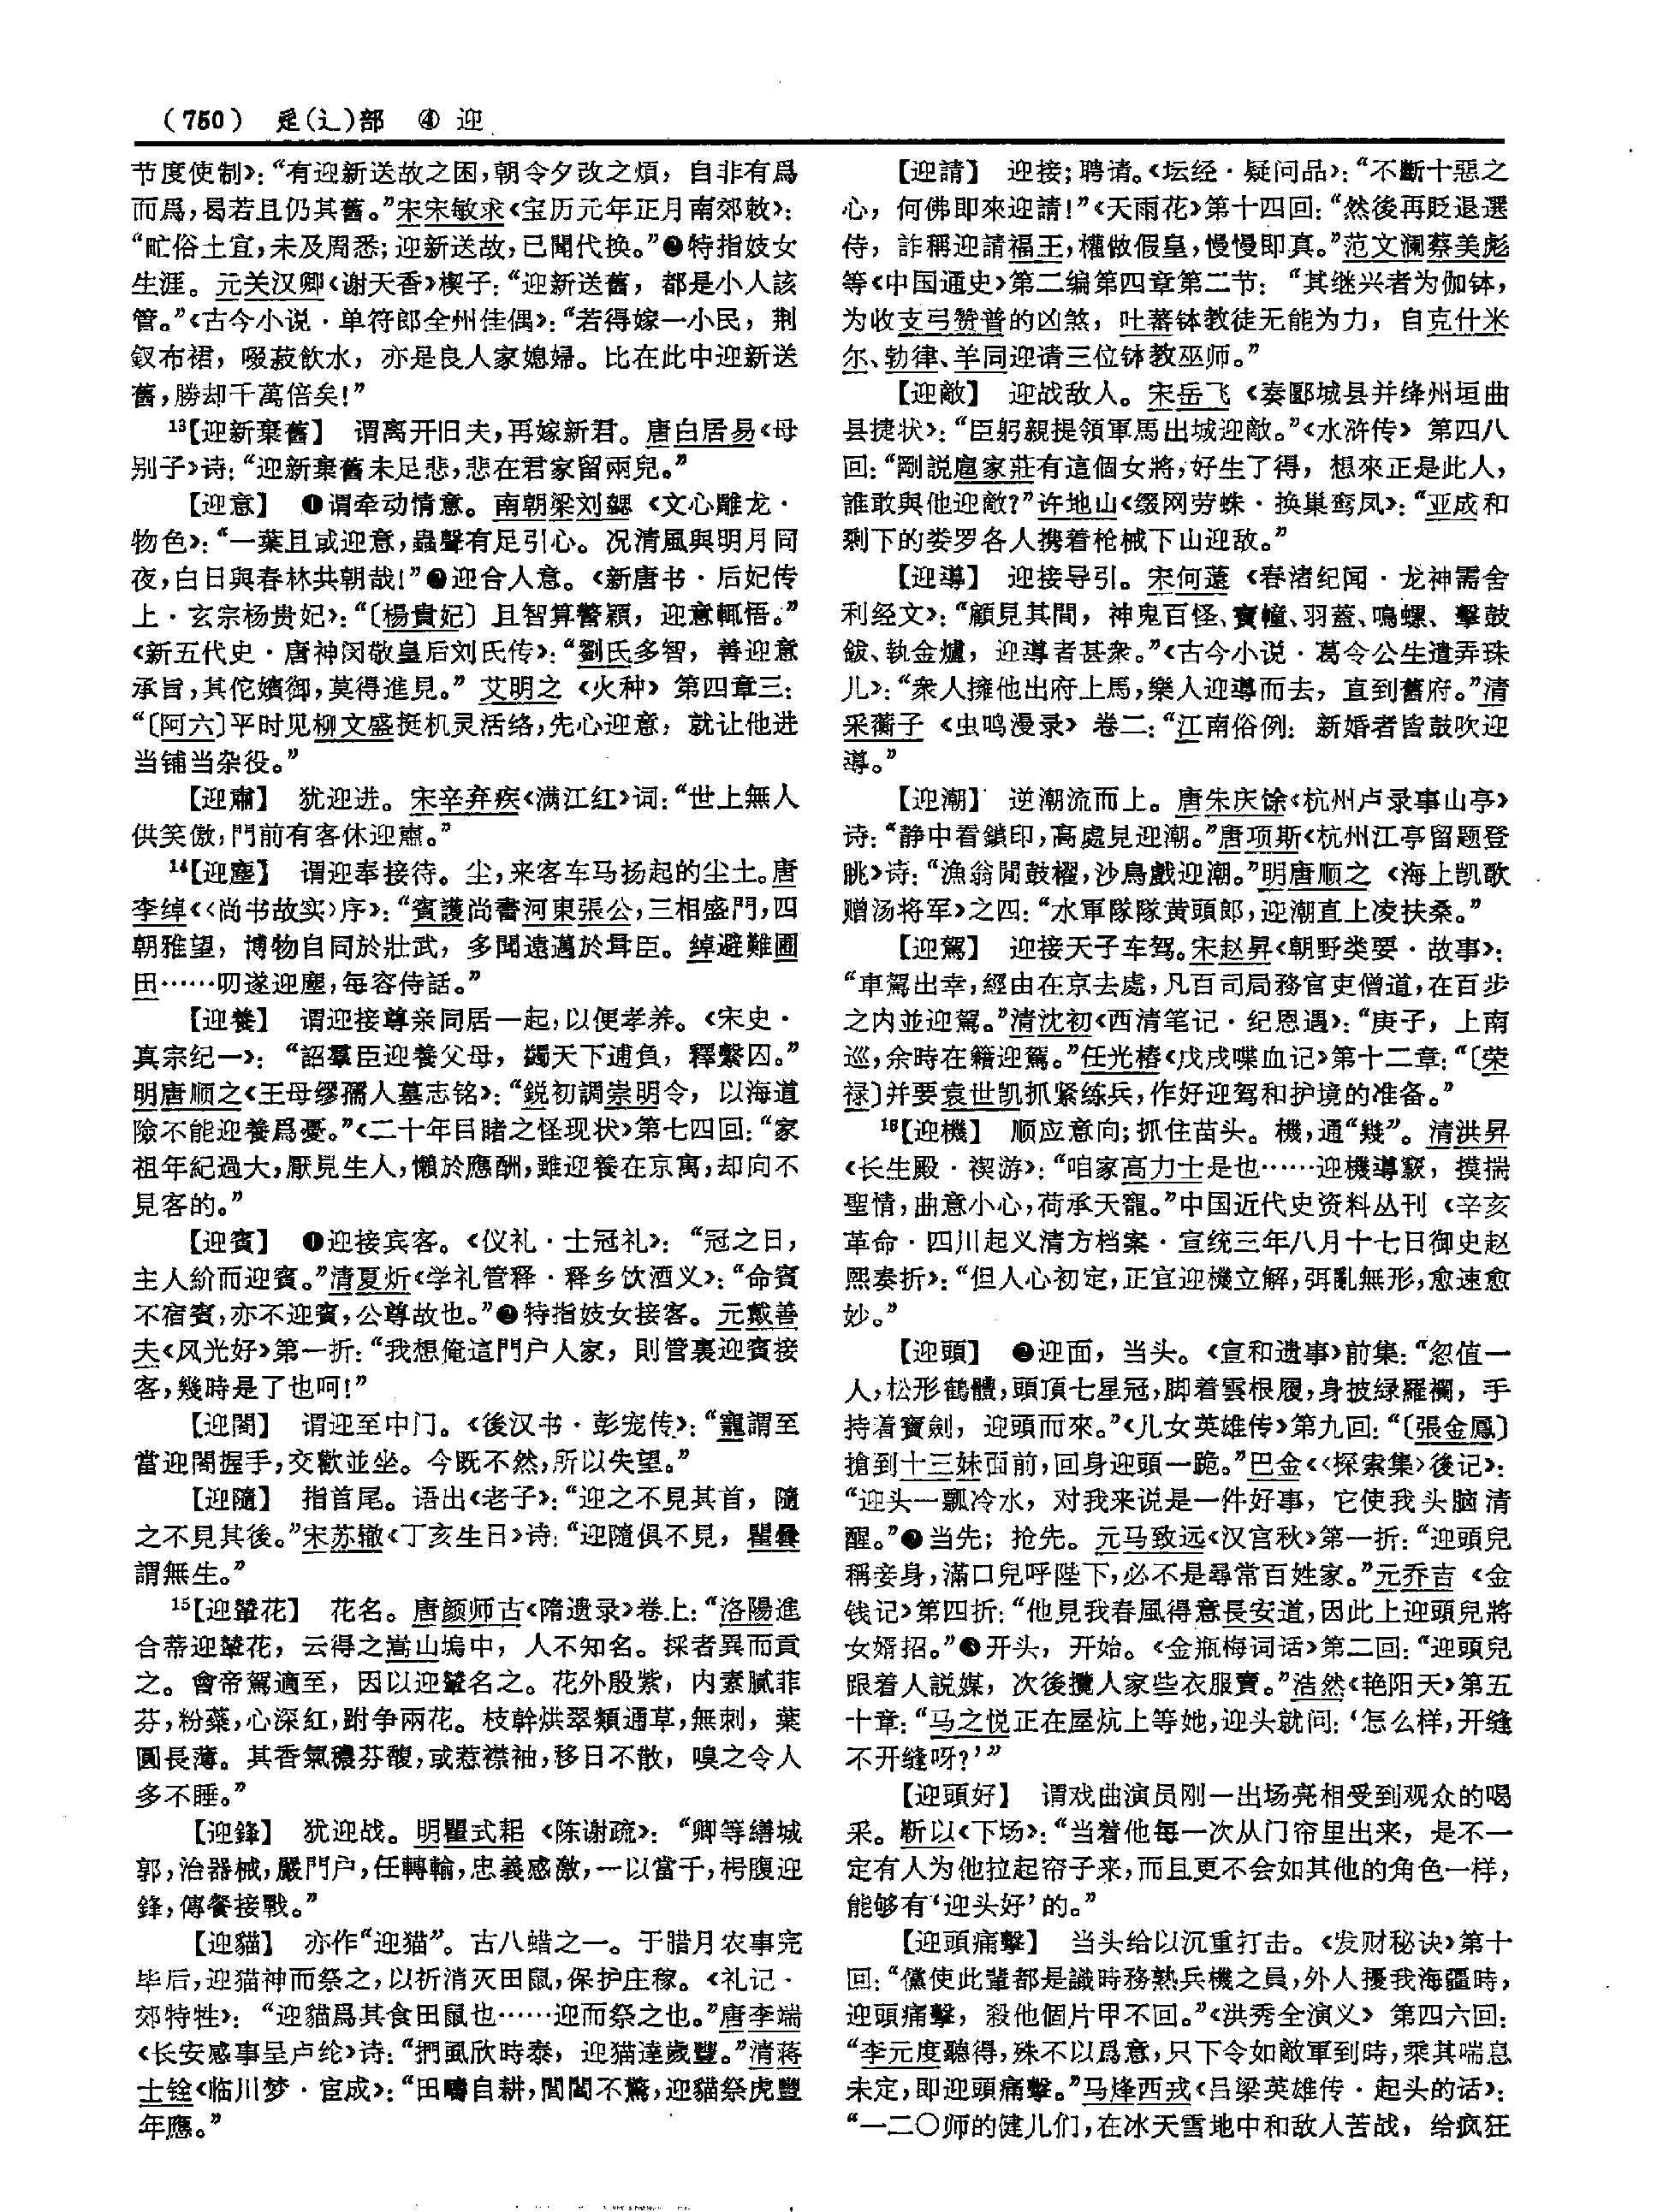 （750） 辵(辶)部 ④ 迎
节度使制》：“有迎新送故之困，朝令夕改之煩，自非有爲
而爲，曷若且仍其舊。”宋宋敏求《宝历元年正月南郊敕》：
“甿俗土宜，未及周悉；迎新送故，已聞代换。”❷特指妓女
生涯。元关汉卿《谢天香》楔子：“迎新送舊，都是小人該
管。”《古今小说·单符郎全州佳偶》：“若得嫁一小民，荆
釵布裙，啜菽飲水，亦是良人家媳婦。比在此中迎新送
舊，勝却千萬倍矣！”
¹³【迎新棄舊】 谓离开旧夫，再嫁新君。唐白居易《母
别子》诗：“迎新棄舊未足悲，悲在君家留兩兒。”
【迎意】 ❶谓牵动情意。南朝梁刘勰《文心雕龙·
物色》：“一葉且或迎意，蟲聲有足引心。况清風與明月同
夜，白日與春林共朝哉！”❷迎合人意。《新唐书·后妃传
上·玄宗杨贵妃》：“〔楊貴妃〕且智算警穎，迎意輒悟。”
《新五代史·唐神闵敬皇后刘氏传》：“劉氏多智，善迎意
承旨，其佗嬪御，莫得進見。”艾明之《火种》第四章三：
“〔阿六〕平时见柳文盛挺机灵活络，先心迎意，就让他进
当铺当杂役。”
【迎肅】 犹迎进。宋辛弃疾《满江红》词：“世上無人
供笑傲，門前有客休迎肅。”
¹⁴【迎塵】 谓迎奉接待。尘，来客车马扬起的尘土。唐
李绰《〈尚书故实〉序》：“賓護尚書河東張公，三相盛門，四
朝雅望，博物自同於壯武，多聞遠邁於胥臣。綽避難圃
田……叨遂迎塵，每容侍話。”
【迎養】 谓迎接尊亲同居一起，以便孝养。《宋史·
真宗纪一》：“詔羣臣迎養父母，蠲天下逋負，釋繫囚。”
明唐顺之《王母缪孺人墓志铭》：“鋭初調崇明令，以海道
險不能迎養爲憂。”《二十年目睹之怪现状》第七四回：“家
祖年紀過大，厭見生人，懶於應酬，雖迎養在京寓，却向不
見客的。”
【迎賓】 ❶迎接宾客。《仪礼·士冠礼》：“冠之日，
主人紒而迎賓。”清夏炘《学礼管释·释乡饮酒义》：“命賓
不宿賓，亦不迎賓，公尊故也。”❷特指妓女接客。元戴善
夫《风光好》第一折：“我想俺這門户人家，則管裏迎賓接
客，幾時是了也呵！”
【迎閤】 谓迎至中门。《後汉书·彭宠传》：“寵謂至
當迎閤握手，交歡並坐。今既不然，所以失望。”
【迎隨】 指首尾。语出《老子》：“迎之不見其首，隨
之不見其後。”宋苏辙《丁亥生日》诗：“迎隨俱不見，瞿曇
謂無生。”
¹⁵【迎輦花】 花名。唐颜师古《隋遗录》卷上：“洛陽進
合蒂迎輦花，云得之嵩山塢中，人不知名。採者異而貢
之。會帝駕適至，因以迎輦名之。花外殷紫，内素膩菲
芬，粉蘂，心深紅，跗争兩花。枝幹烘翠類通草，無刺，葉
圓長薄。其香氣穠芬馥，或惹襟袖，移日不散，嗅之令人
多不睡。”
【迎鋒】 犹迎战。明瞿式耜《陈谢疏》：“卿等繕城
郭，治器械，嚴門户，任轉輸，忠義感激，一以當千，枵腹迎
鋒，傳餐接戰。”
【迎貓】 亦作“迎猫”。古八蜡之一。于腊月农事完
毕后，迎猫神而祭之，以祈消灭田鼠，保护庄稼。《礼记·
郊特牲》：“迎貓爲其食田鼠也……迎而祭之也。”唐李端
《长安感事呈卢纶》诗：“捫虱欣時泰，迎猫達歲豐。”清蒋
士铨《临川梦·宦成》：“田疇自耕，閭閻不驚，迎貓祭虎豐
年應。”
【迎請】 迎接；聘请。《坛经·疑问品》：“不斷十惡之
心，何佛即來迎請！”《天雨花》第十四回：“然後再貶退選
侍，詐稱迎請福王，權做假皇，慢慢即真。”范文澜蔡美彪
等《中国通史》第二编第四章第二节：“其继兴者为伽钵，
为收支弓赞普的凶煞，吐蕃钵教徒无能为力，自克什米
尔、勃律、羊同迎请三位钵教巫师。”
【迎敵】 迎战敌人。宋岳飞《奏郾城县并绛州垣曲
县捷状》：“臣躬親提領軍馬出城迎敵。”《水浒传》第四八
回：“剛説扈家莊有這個女將，好生了得，想來正是此人，
誰敢與他迎敵？”许地山《缀网劳蛛·换巢鸾凤》：“亚成和
剩下的娄罗各人携着枪械下山迎敌。”
【迎導】 迎接导引。宋何薳《春渚纪闻·龙神需舍
利经文》：“顧見其間，神鬼百怪、寶幢、羽蓋、鳴螺、擊鼓
鈸、執金爐，迎導者甚衆。”《古今小说·葛令公生遣弄珠
儿》：“衆人擁他出府上馬，樂人迎導而去，直到舊府。”清
采蘅子《虫鸣漫录》卷二：“江南俗例：新婚者皆鼓吹迎
導。”
【迎潮】 逆潮流而上。唐朱庆馀《杭州卢录事山亭》
诗：“静中看鎖印，高處見迎潮。”唐项斯《杭州江亭留题登
眺》诗：“漁翁閒鼓櫂，沙鳥戲迎潮。”明唐顺之《海上凯歌
赠汤将军》之四：“水軍隊隊黄頭郎，迎潮直上凌扶桑。”
【迎駕】 迎接天子车驾。宋赵昇《朝野类要·故事》：
“車駕出幸，經由在京去處，凡百司局務官吏僧道，在百步
之内並迎駕。”清沈初《西清笔记·纪恩遇》：“庚子，上南
巡，余時在籍迎駕。”任光椿《戊戌喋血记》第十二章：“〔荣
禄〕并要袁世凯抓紧练兵，作好迎驾和护境的准备。”
¹⁶【迎機】 顺应意向；抓住苗头。機，通“幾”。清洪昇
《长生殿·禊游》：“咱家高力士是也……迎機導窾，摸揣
聖情，曲意小心，荷承天寵。”中国近代史资料丛刊《辛亥
革命·四川起义清方档案·宣统三年八月十七日御史赵
熙奏折》：“但人心初定，正宜迎機立解，弭亂無形，愈速愈
妙。”
【迎頭】 ❶迎面，当头。《宣和遗事》前集：“忽值一
人，松形鶴體，頭頂七星冠，脚着雲根履，身披緑羅襴，手
持着寶劍，迎頭而來。”《儿女英雄传》第九回：“〔張金鳳〕
搶到十三妹面前，回身迎頭一跪。”巴金《〈探索集〉後记》：
“迎头一瓢冷水，对我来说是一件好事，它使我头脑清
醒。”❷当先；抢先。元马致远《汉宫秋》第一折：“迎頭兒
稱妾身，滿口兒呼陛下，必不是尋常百姓家。”元乔吉《金
钱记》第四折：“他見我春風得意長安道，因此上迎頭兒將
女婿招。”❸开头，开始。《金瓶梅词话》第二回：“迎頭兒
跟着人説媒，次後攬人家些衣服賣。”浩然《艳阳天》第五
十章：“马之悦正在屋炕上等她，迎头就问：‘怎么样，开缝
不开缝呀？’”
【迎頭好】 谓戏曲演员刚一出场亮相受到观众的喝
采。靳以《下场》：“当着他每一次从门帘里出来，是不一
定有人为他拉起帘子来，而且更不会如其他的角色一样，
能够有‘迎头好’的。”
【迎頭痛擊】 当头给以沉重打击。《发财秘诀》第十
回：“儻使此輩都是識時務熟兵機之員，外人擾我海疆時，
迎頭痛擊，殺他個片甲不回。”《洪秀全演义》第四六回：
“李元度聽得，殊不以爲意，只下令如敵軍到時，乘其喘息
未定，即迎頭痛擊。”马烽西戎《吕梁英雄传·起头的话》：
“一二〇师的健儿们，在冰天雪地中和敌人苦战，给疯狂